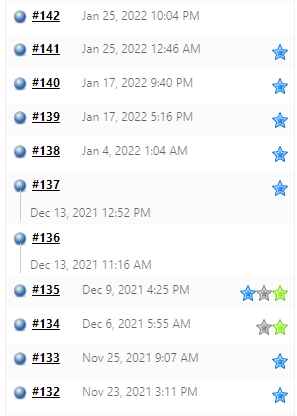 #142 Jan 25, 2022 10:04 PM
#141 Jan 25, 2022 12:46 AM
#140 Jan 17, 2022 9:40 PM
#139 Jan 17, 2022 5:16 PM
#138 Jan 4, 2022 1:04 AM
#137
Dec 13, 2021 12:52 PM
#136
Dec 13, 2021 11:16 AM
#135 Dec 9, 2021 4:25 PM
#134 Dec 6, 2021 5:55 AM
#133 Nov 25, 2021 9:07 AM
#132 Nov 23, 2021 3:11 PM